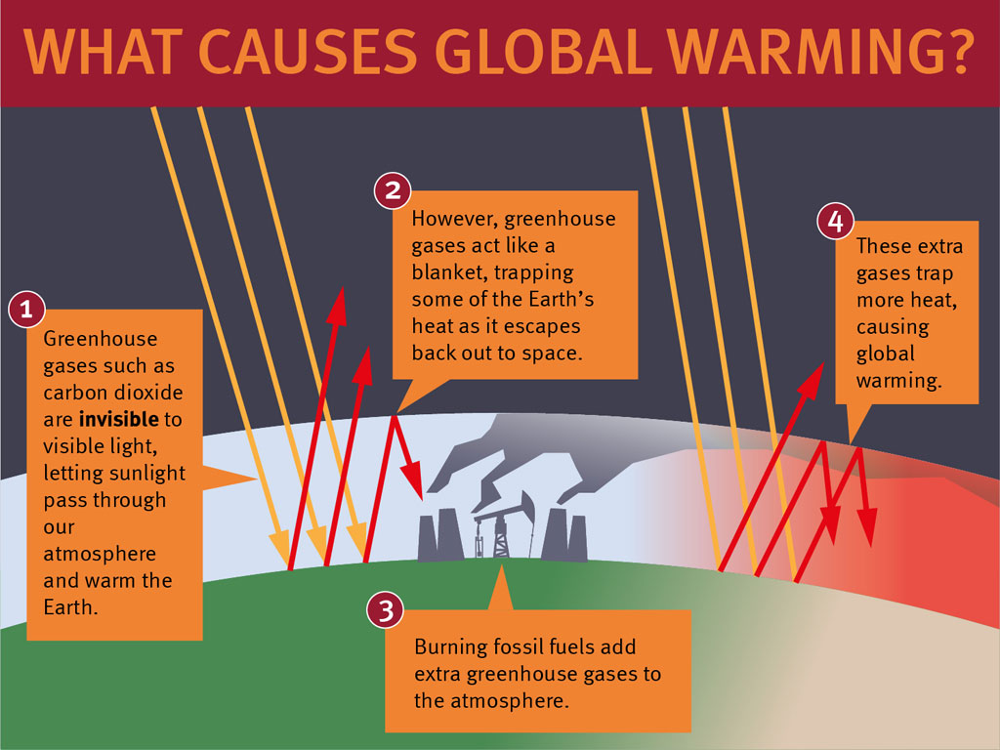 WHAT CAUSES GLOBAL WARMING?
1
Greenhouse
gases such as
carbon dioxide
are invisible to
visible light,
letting sunlight
pass through
our
atmosphere
and warm the
Earth.
2
However, greenhouse
gases act like a
blanket, trapping
some of the Earth's
heat as it escapes
back out to space.
3
Burning fossil fuels add
extra greenhouse gases to
the atmosphere.
4
These extra
gases trap
more heat,
causing
global
warming.